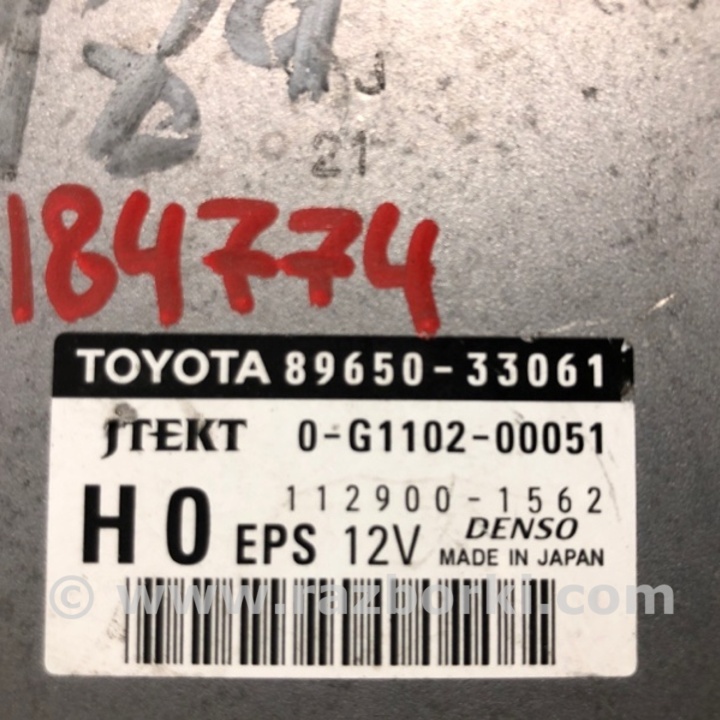 21
184774
TOYOTA 89650-33061
JTEKT 0-G1102-00051
112900-1562
H0 EPS 12V DENSO
MADE IN JAPAN
© www.razborki.com